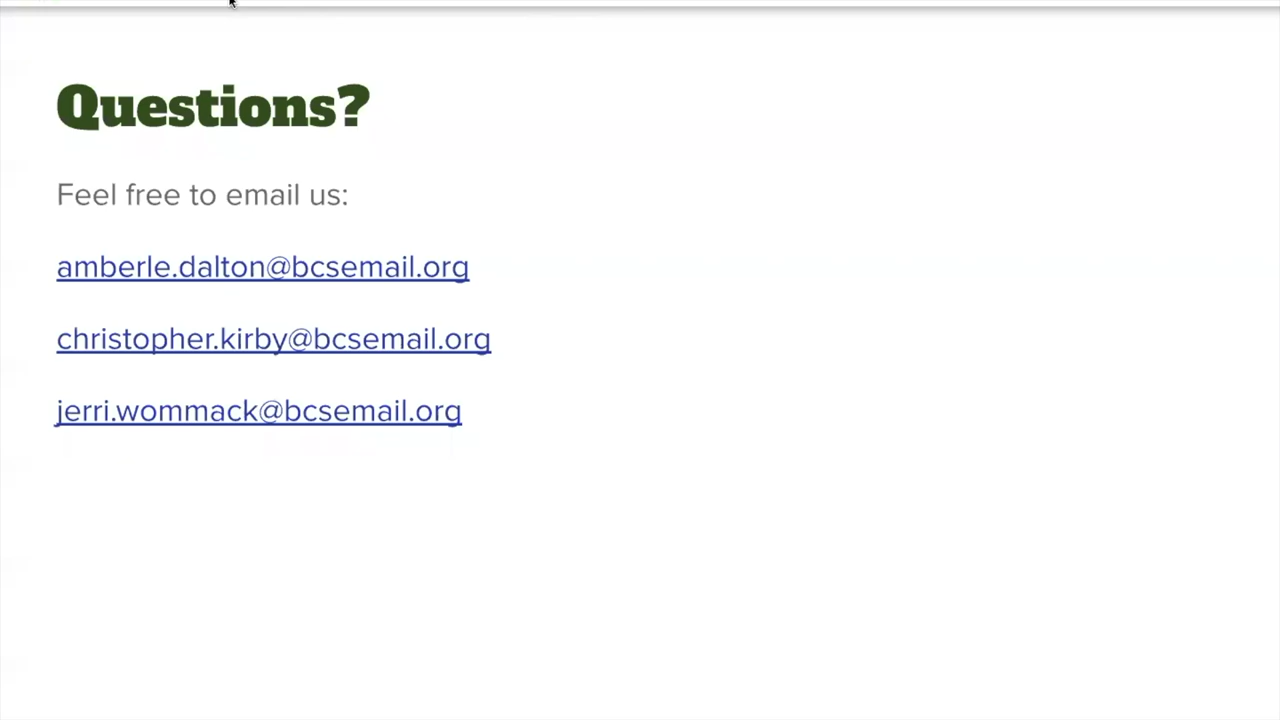 Questions?
Feel free to email us:
amberle.dalton@bcsemail.org
christopher.kirby@bcsemail.org
jerri.wommack@bcsemail.org